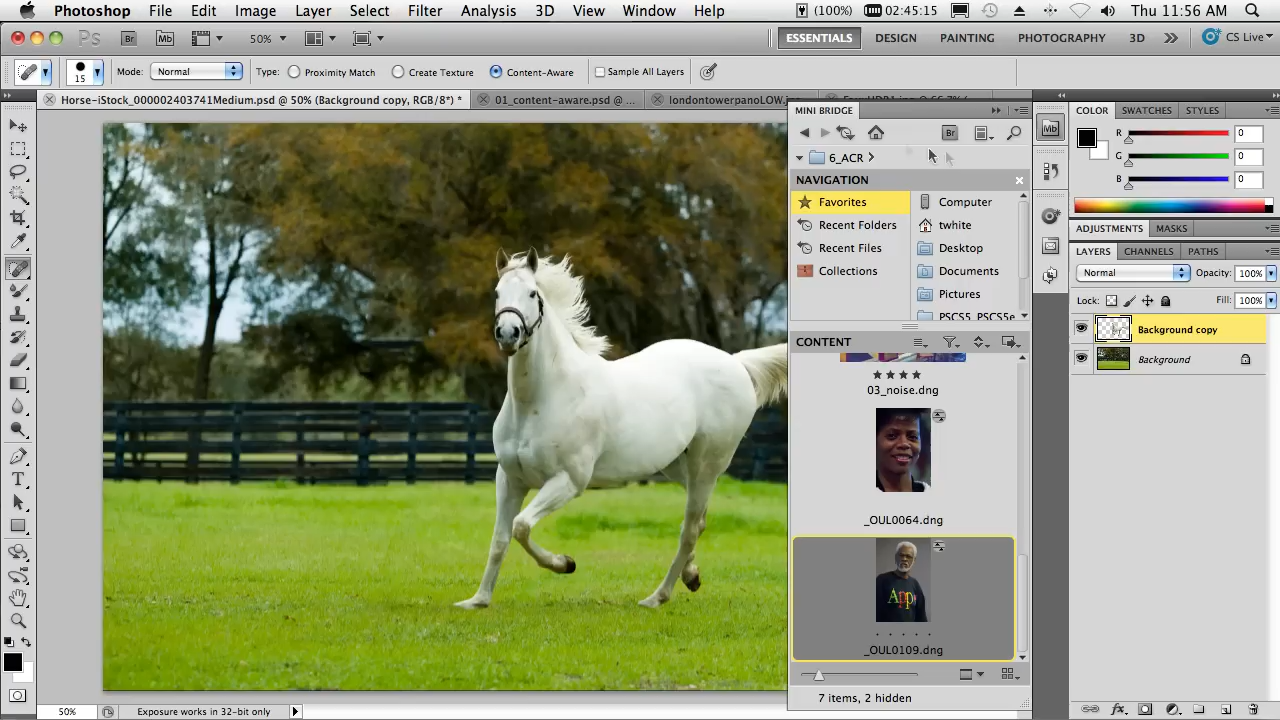 Photoshop File Edit Image Layer Select Filter Analysis 3D View Window Help (100%) 02:45:15 Thu 11:56 AM
Ps Br Mb 50% ESSENTIALS DESIGN PAINTING PHOTOGRAPHY 3D CS Live
15 Mode: Normal Type: Proximity Match Create Texture Content-Aware Sample All Layers
Horse-iStock_000002403741Medium.psd @ 50% (Background copy, RGB/8*) * 01_content-aware.psd @ ...
MINI BRIDGE
Br
6_ACR
NAVIGATION
Favorites
Recent Folders
Recent Files
Collections
Computer
twhite
Desktop
Documents
Pictures
CONTENT
03_noise.dng
_OUL0064.dng
App
_OUL0109.dng
7 items, 2 hidden
Mb
COLOR SWATCHES STYLES
R 0
G 0
B 0
ADJUSTMENTS MASKS
LAYERS CHANNELS PATHS
Normal Opacity: 100%
Lock: Fill: 100%
Background copy
Background
fx
50% Exposure works in 32-bit only